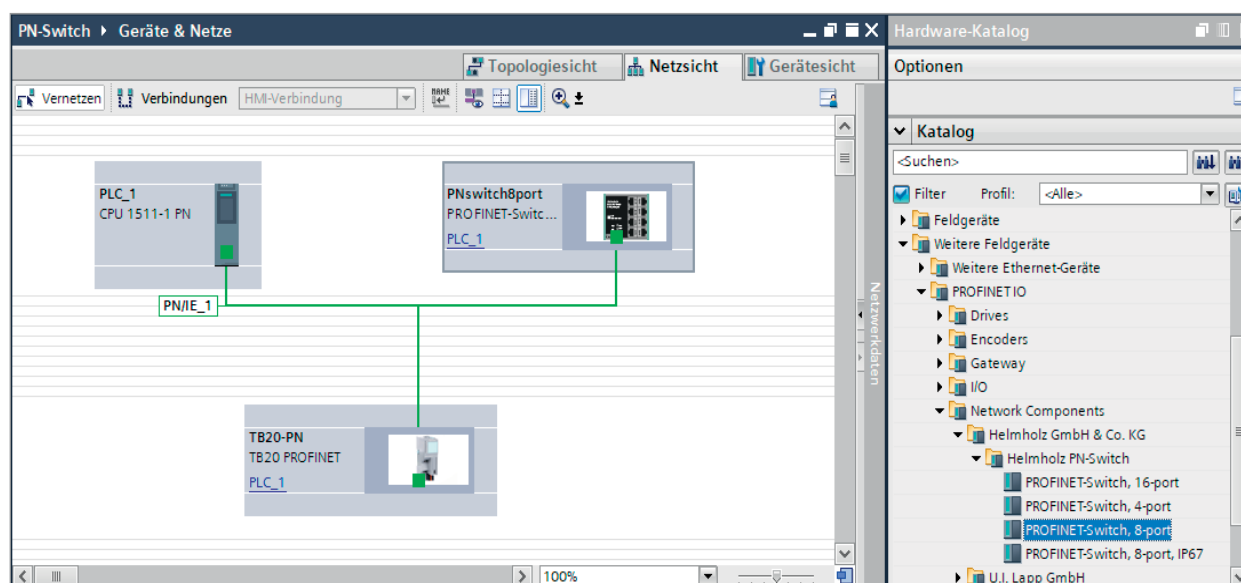 PN-Switch ▸ Geräte & Netze
Topologiesicht
Netzsicht
Gerätesicht
Vernetzen
Verbindungen
HMI-Verbindung
PLC_1
CPU 1511-1 PN
PNswitch8port
PROFINET-Switc...
PLC_1
PN/IE_1
TB20-PN
TB20 PROFINET
PLC_1
100%
Netzwerkdaten
Hardware-Katalog
Optionen
Katalog
<Suchen>
Filter
Profil:
<Alle>
Feldgeräte
Weitere Feldgeräte
Weitere Ethernet-Geräte
PROFINET IO
Drives
Encoders
Gateway
I/O
Network Components
Helmholz GmbH & Co. KG
Helmholz PN-Switch
PROFINET-Switch, 16-port
PROFINET-Switch, 4-port
PROFINET-Switch, 8-port
PROFINET-Switch, 8-port, IP67
U.I. Lapp GmbH